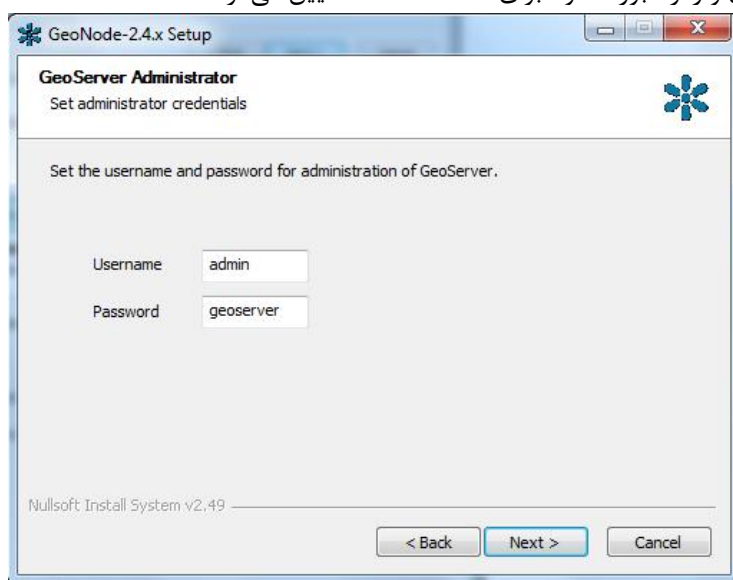 GeoNode-2.4.x Setup
GeoServer Administrator
Set administrator credentials
Set the username and password for administration of GeoServer.
Username admin
Password geoserver
Nullsoft Install System v2.49
< Back Next > Cancel